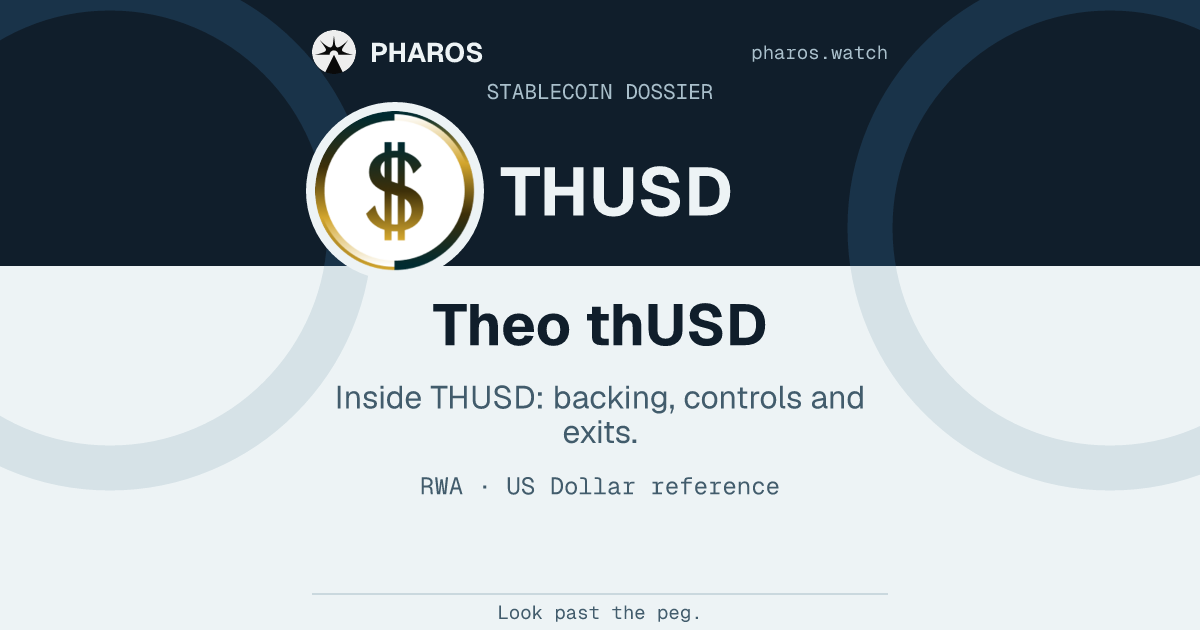 PHAROS
pharos.watch
STABLECOIN DOSSIER
$
THUSD
Theo thUSD
Inside THUSD: backing, controls and
exits.
RWA · US Dollar reference
Look past the peg.